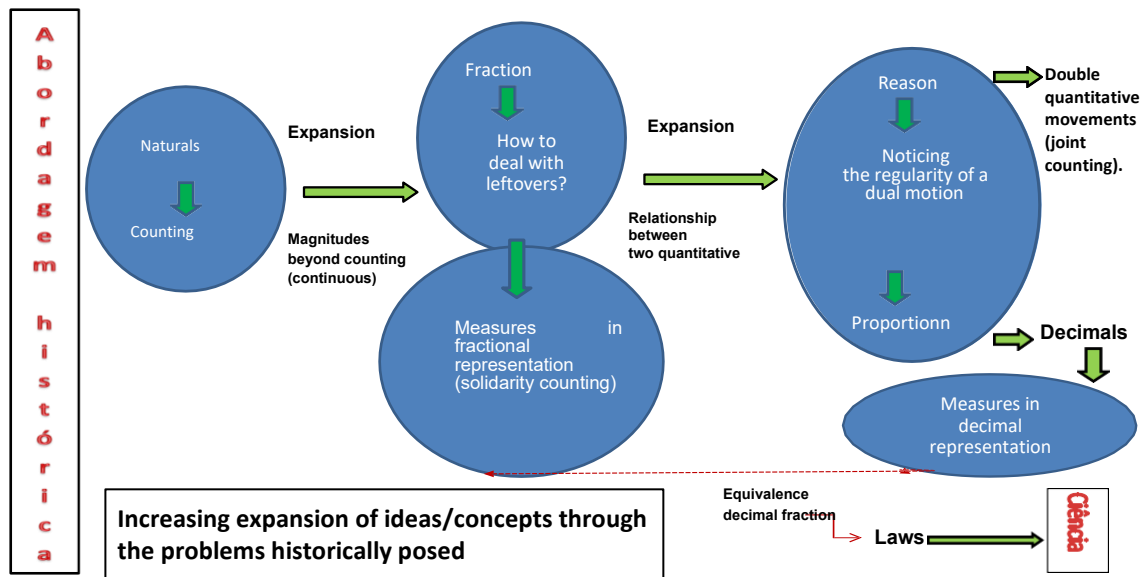 Abordagem histórica
Naturals
Counting
Expansion
Magnitudes
beyond counting
(continuous)
Fraction
How to
deal with
leftovers?
Measures in
fractional
representation
(solidarity counting)
Expansion
Relationship
between
two quantitative
Reason
Noticing
the regularity of a
dual motion
Proportionn
Double
quantitative
movements
(joint
counting).
Decimals
Measures in
decimal
representation
Equivalence
decimal fraction
Laws
Ciência
Increasing expansion of ideas/concepts through
the problems historically posed